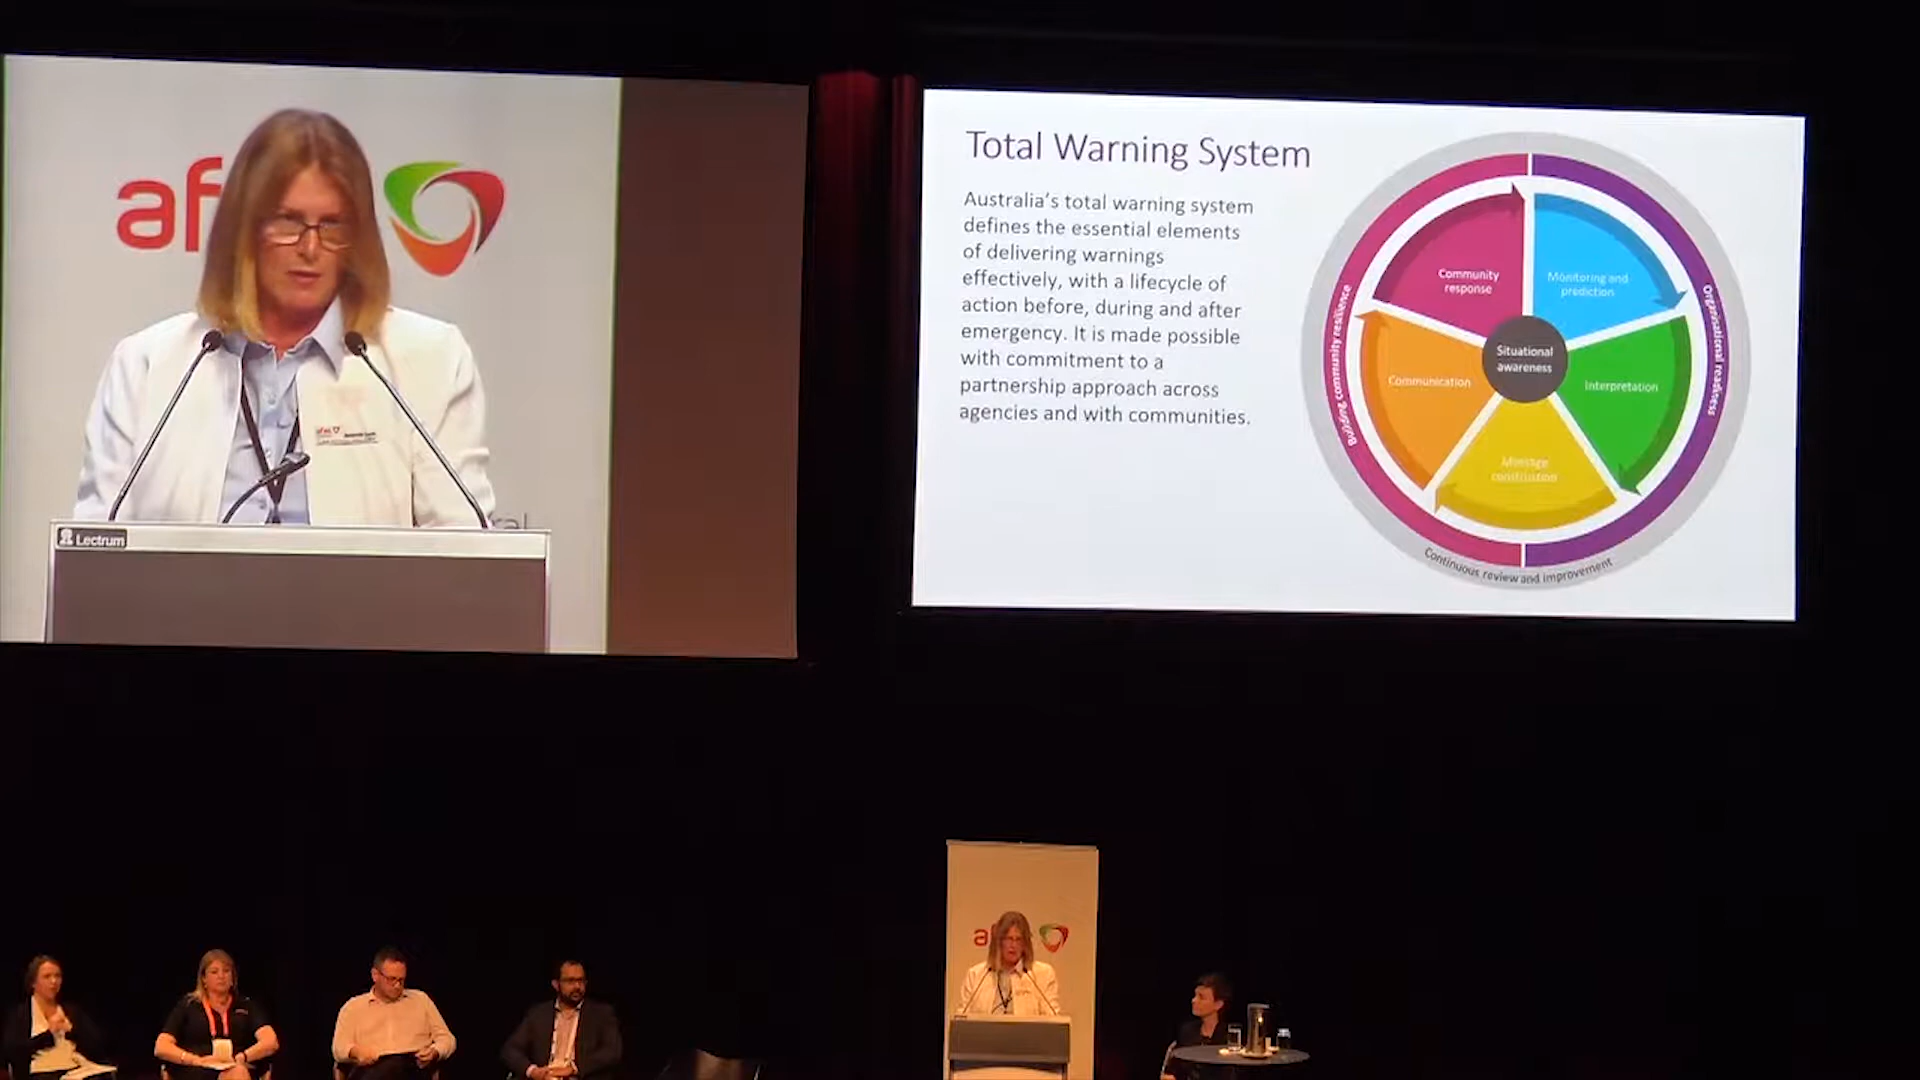 af
Lectrum
Total Warning System
Australia's total warning system
defines the essential elements
of delivering warnings
effectively, with a lifecycle of
action before, during and after
emergency. It is made possible
with commitment to a
partnership approach across
agencies and with communities.
Community
response
Monitoring and
prediction
Situational
awareness
Communication
Interpretation
Message
construction
Building community resilience
Organisational readiness
Continuous review and improvement
a